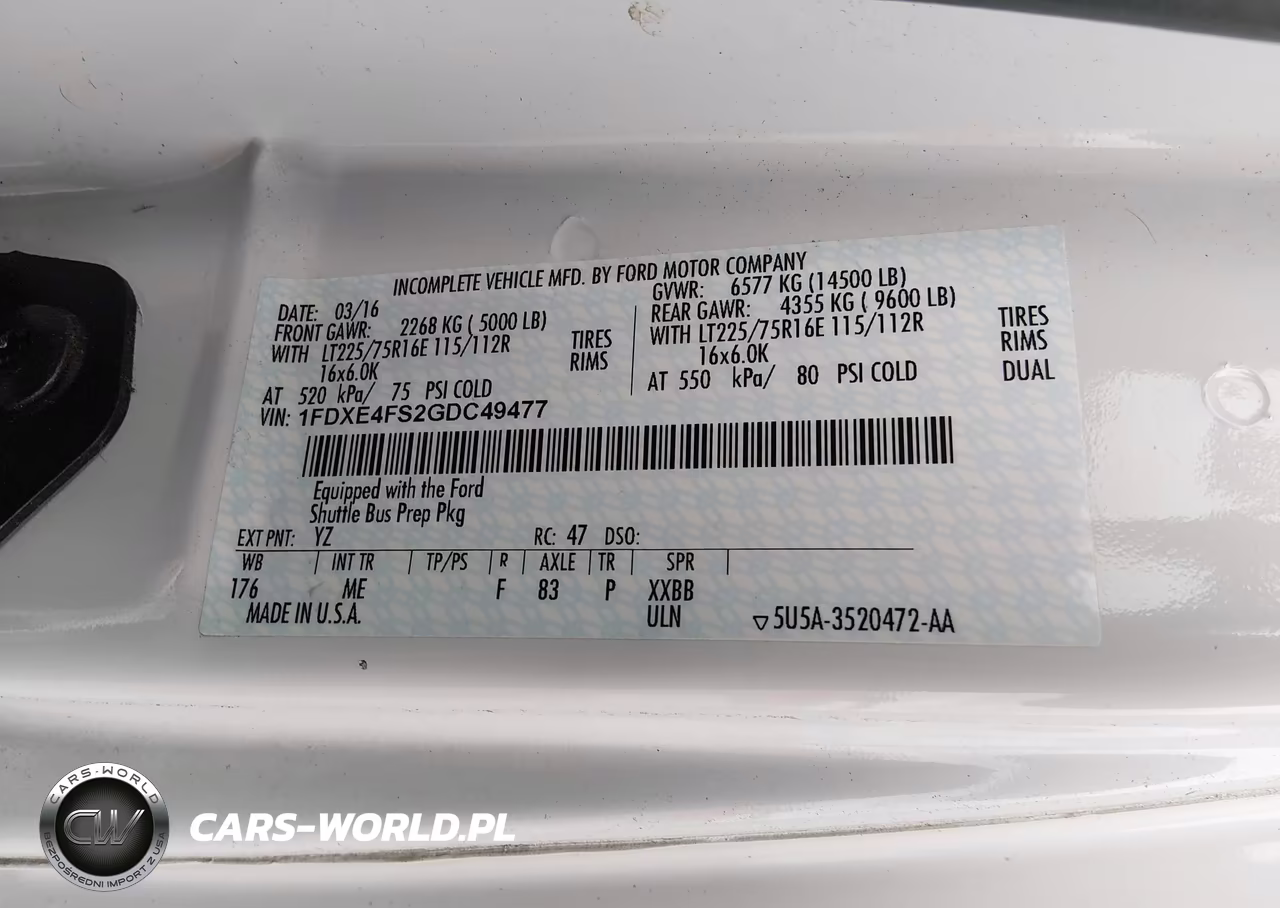 INCOMPLETE VEHICLE MFD. BY FORD MOTOR COMPANY
DATE: 03/16
GVWR: 6577 KG (14500 LB)
FRONT GAWR: 2268 KG ( 5000 LB)
REAR GAWR: 4355 KG ( 9600 LB)
WITH LT225/75R16E 115/112R TIRES
WITH LT225/75R16E 115/112R TIRES
16x6.0K RIMS
16x6.0K RIMS
AT 520 kPa/ 75 PSI COLD
AT 550 kPa/ 80 PSI COLD DUAL
VIN: 1FDXE4FS2GDC49477
Equipped with the Ford
Shuttle Bus Prep Pkg
EXT PNT: YZ RC: 47 DSO:
WB INT TR TP/PS R AXLE TR SPR
176 ME F 83 P XXBB
MADE IN U.S.A. ULN ▽ 5U5A-3520472-AA
CARS-WORLD
CW
BEZPOŚREDNI IMPORT Z USA
CARS-WORLD.PL